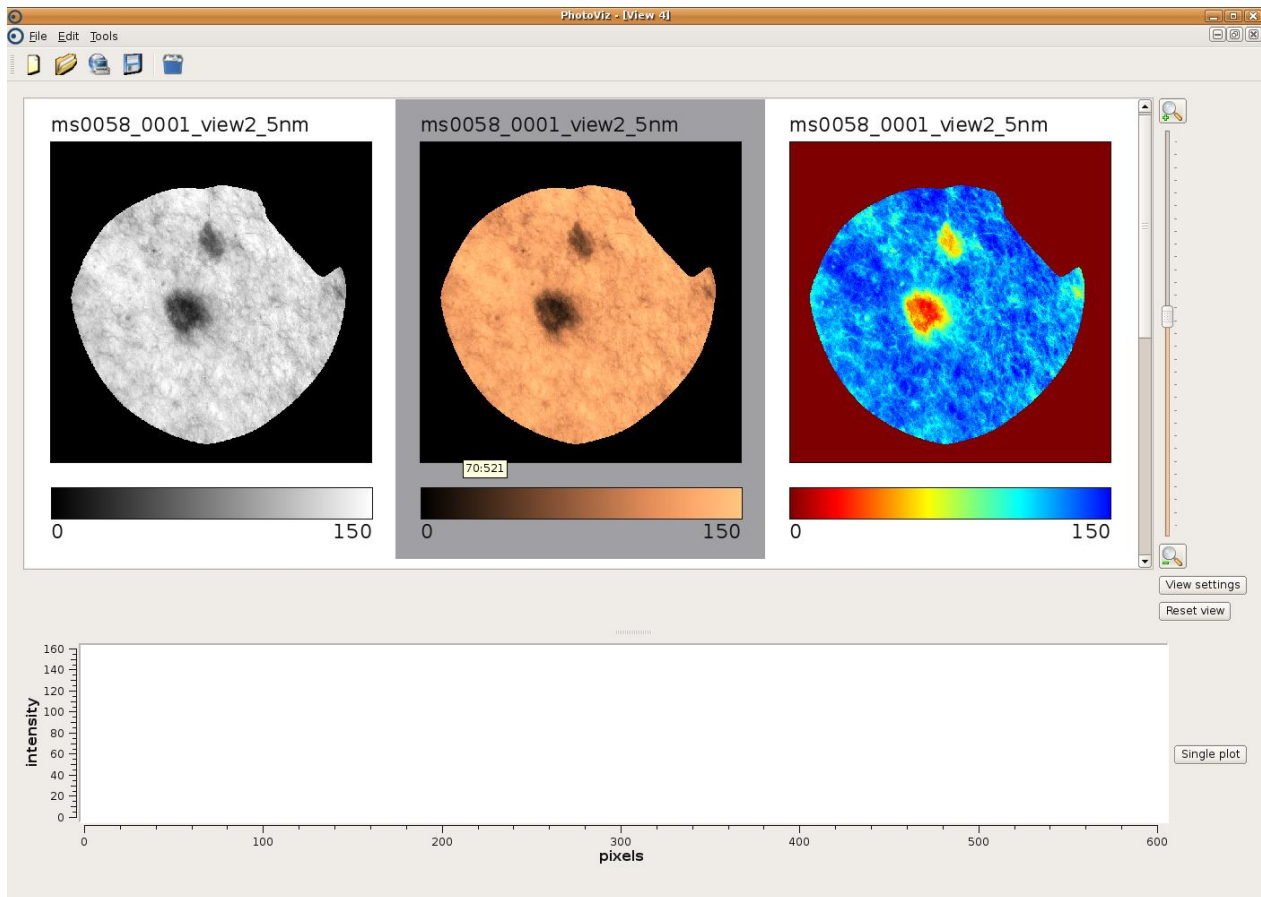 PhotoViz - [View 4]
File Edit Tools
ms0058_0001_view2_5nm ms0058_0001_view2_5nm ms0058_0001_view2_5nm
70:521
0 150 0 150 0 150
View settings
Reset view
160
140
120
100
80
60
40
20
0
intensity
Single plot
0 100 200 300 400 500 600
pixels